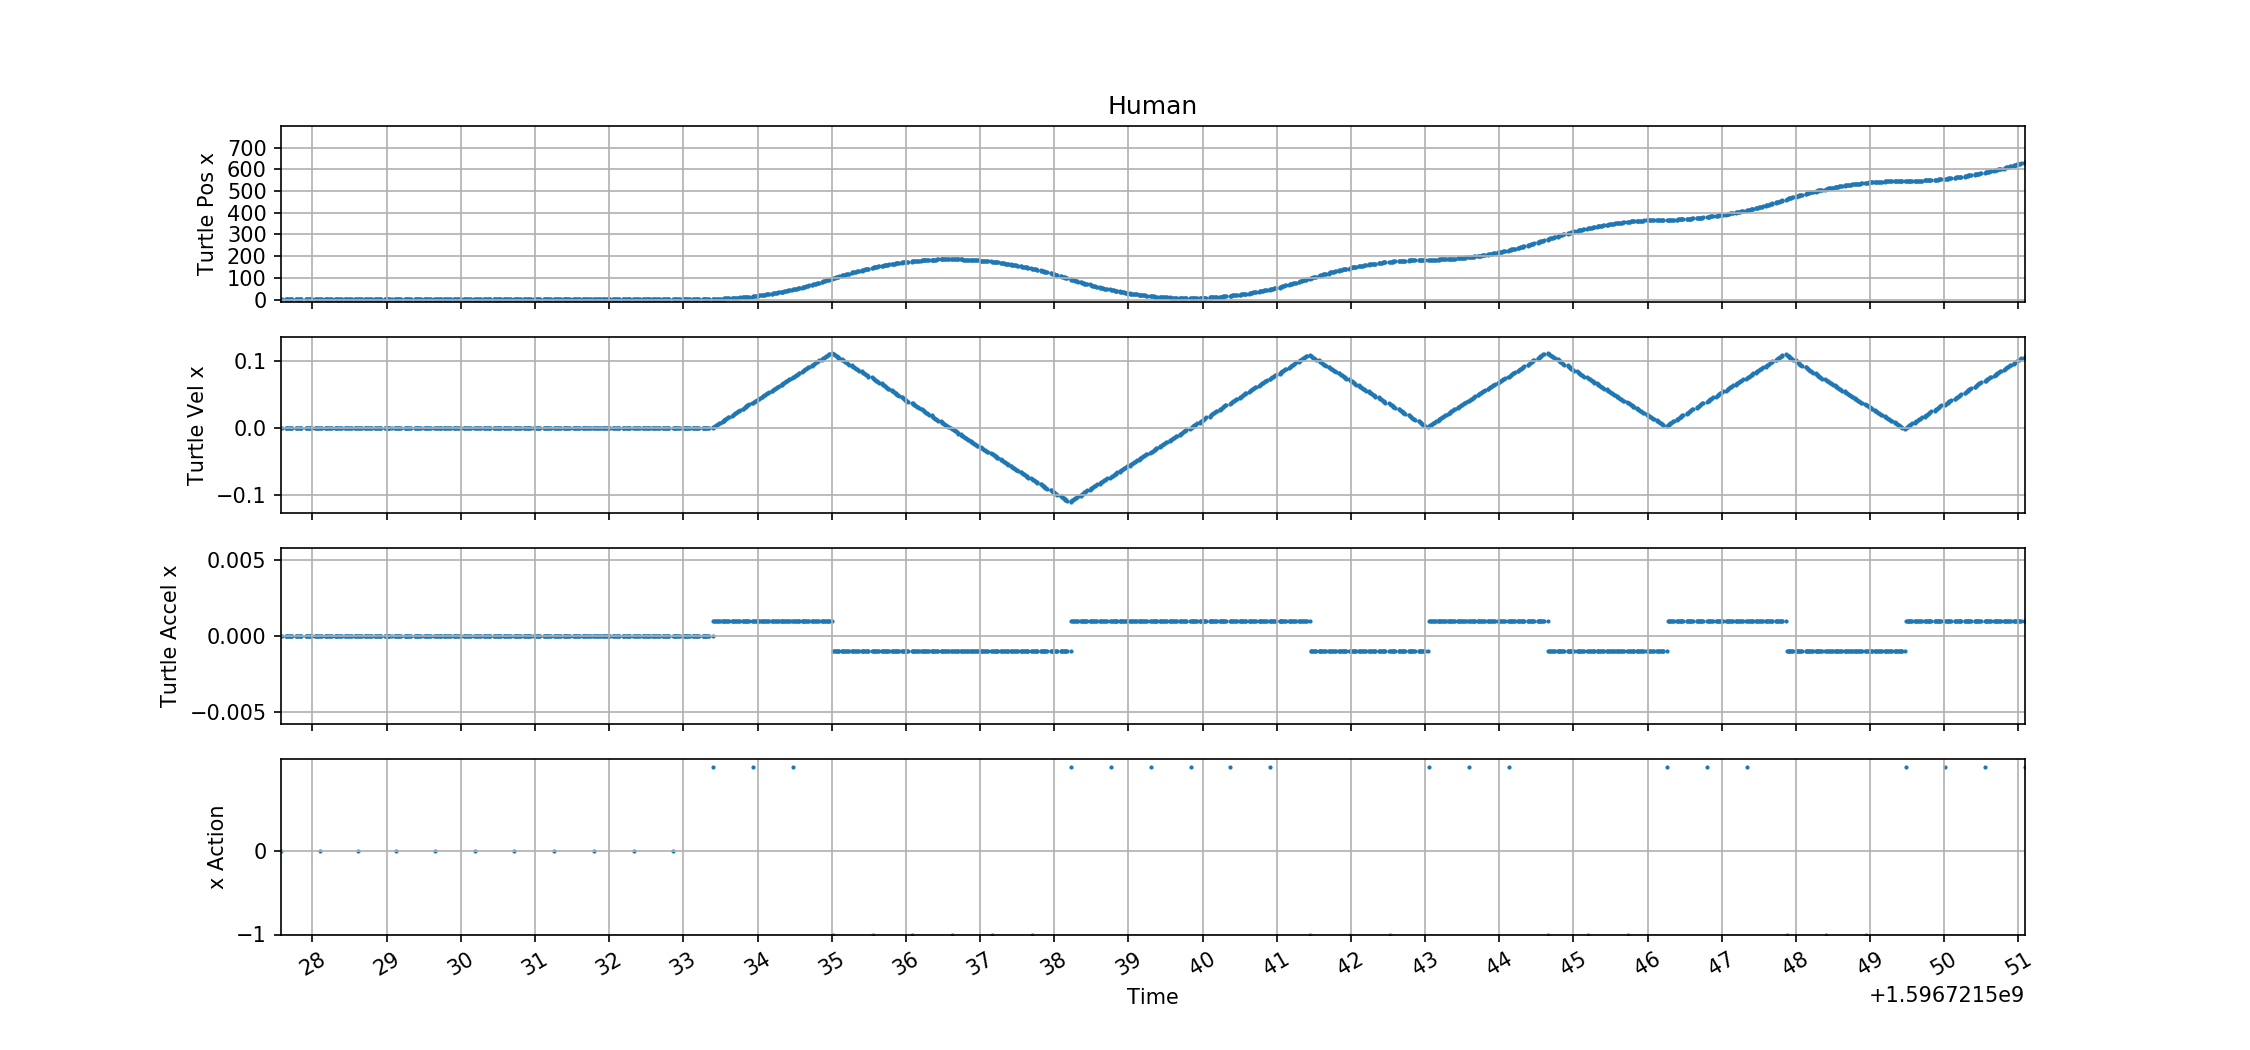 Human
Turtle Pos x
700
600
500
400
300
200
100
0
Turtle Vel x
0.1
0.0
−0.1
Turtle Accel x
0.005
0.000
−0.005
x Action
0
−1
28 29 30 31 32 33 34 35 36 37 38 39 40 41 42 43 44 45 46 47 48 49 50 51
Time
+1.5967215e9